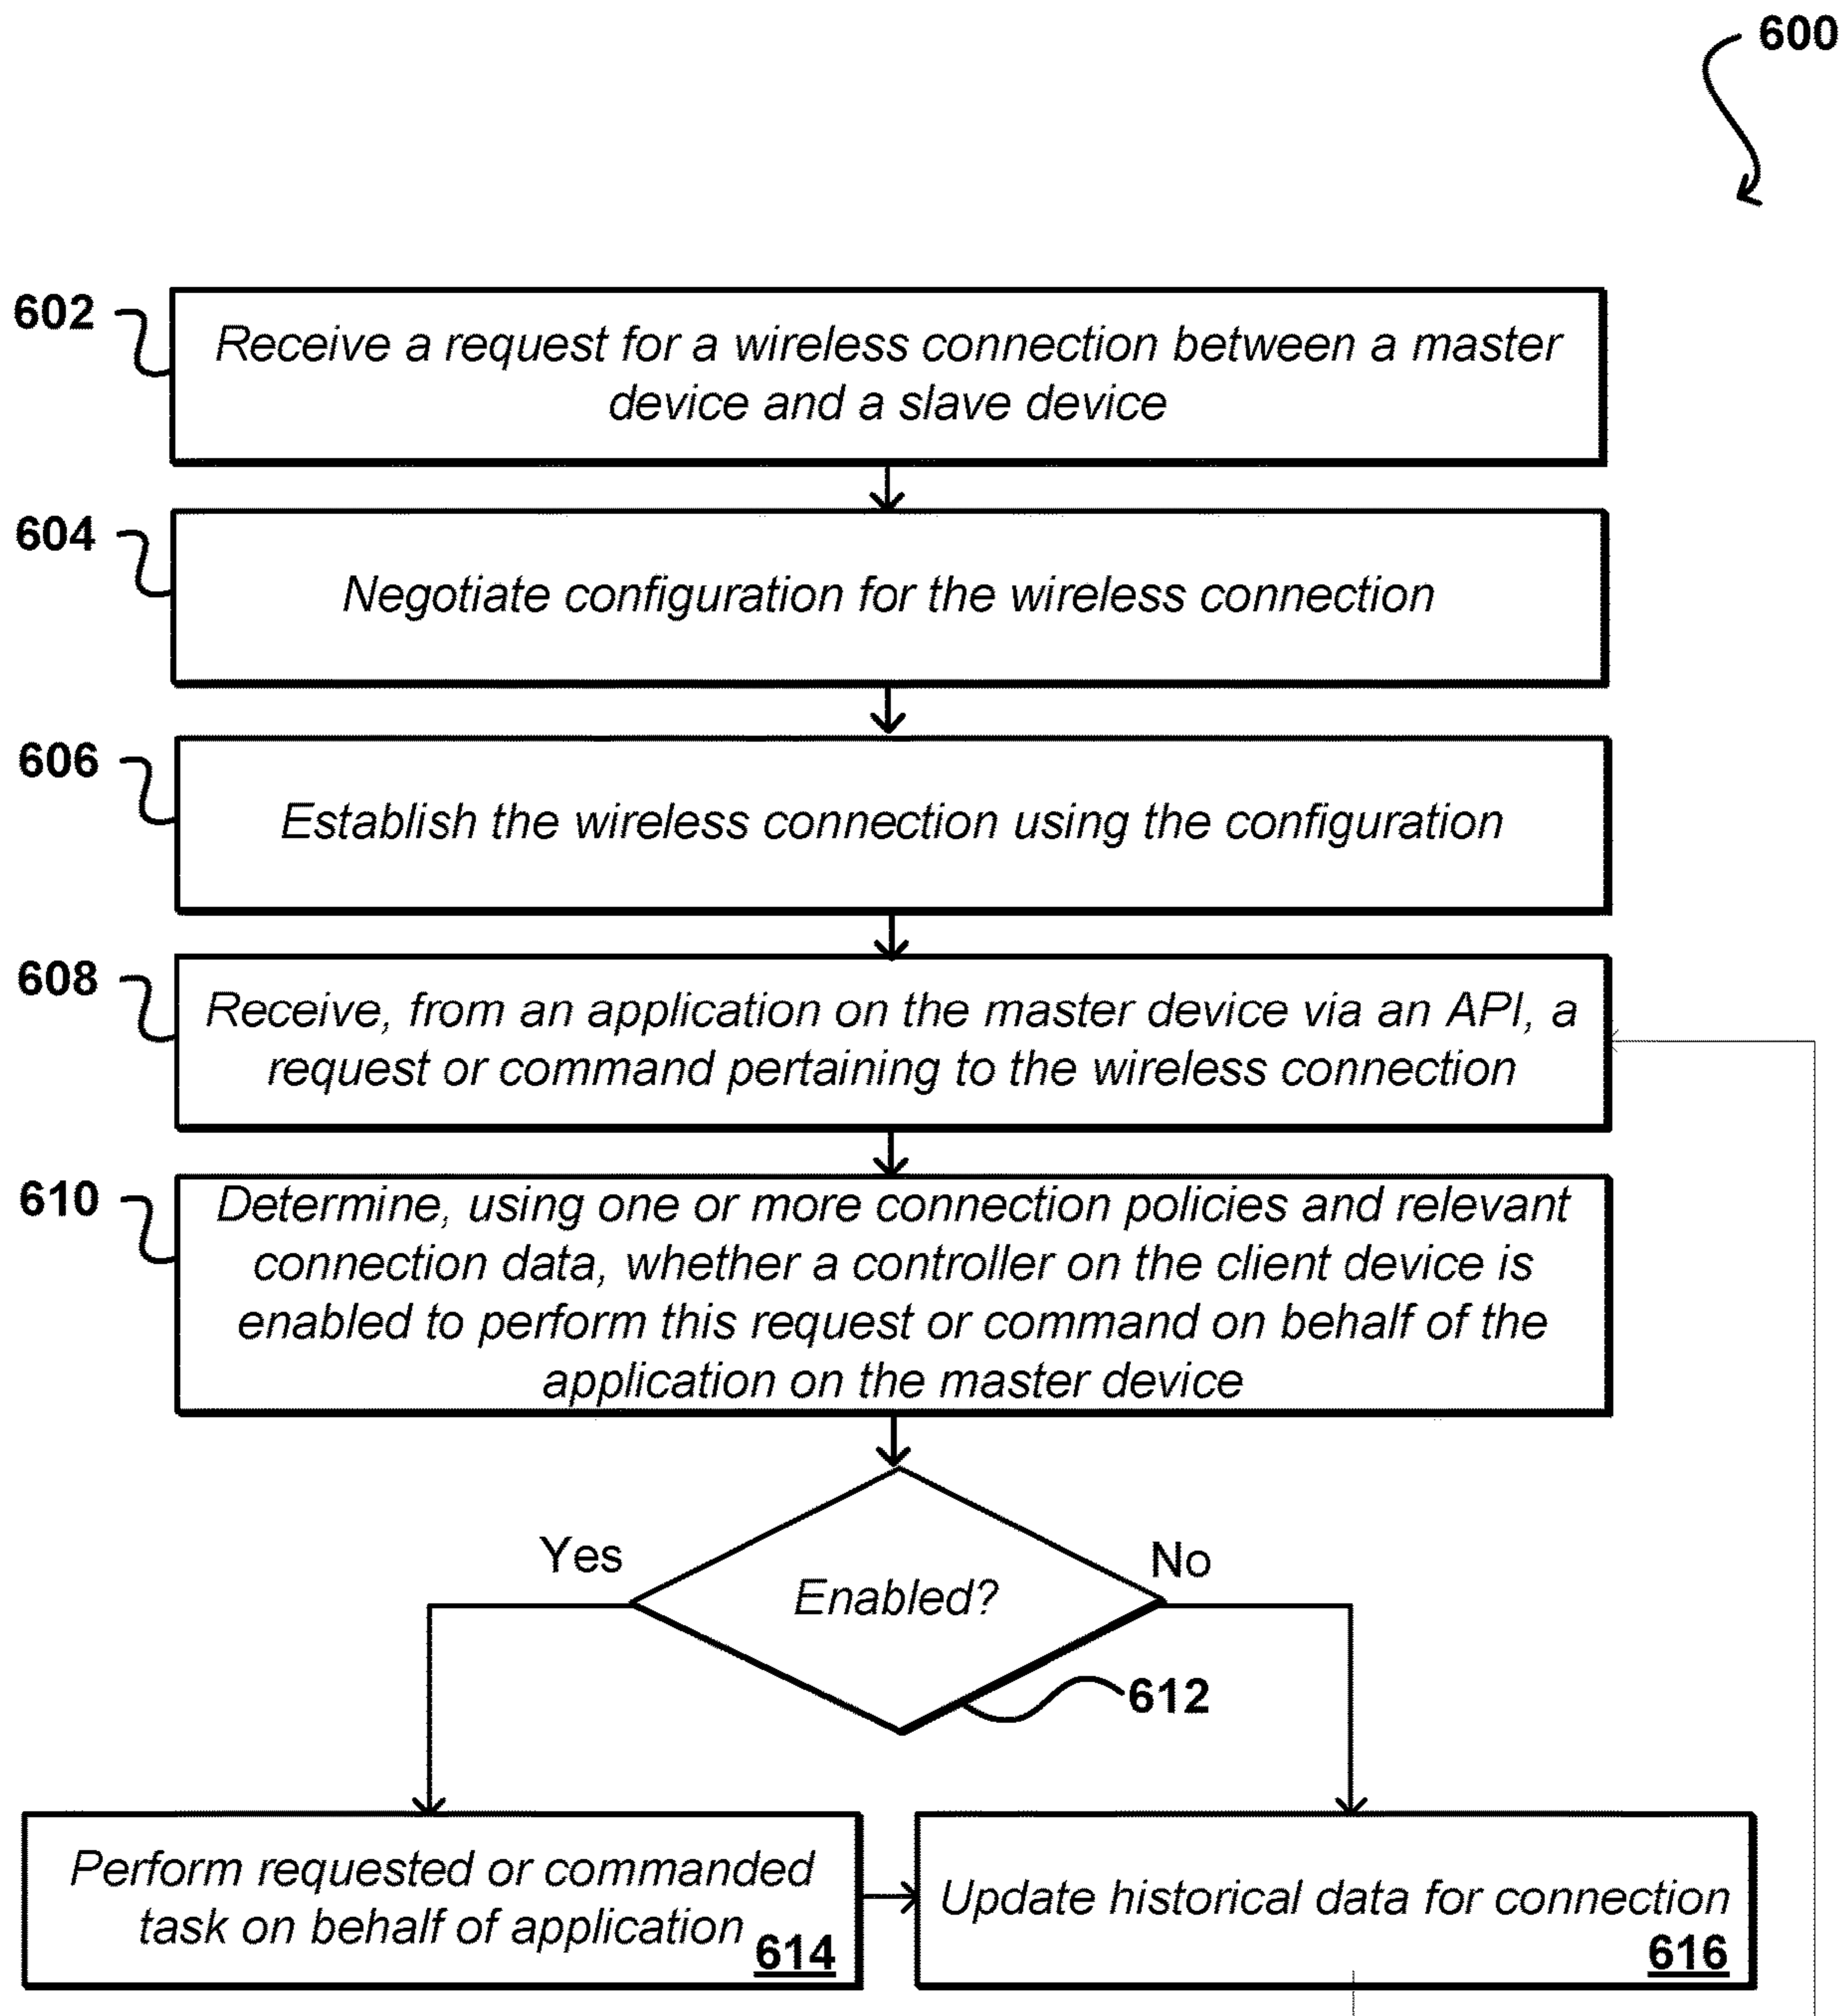 600
602
Receive a request for a wireless connection between a master
device and a slave device
604
Negotiate configuration for the wireless connection
606
Establish the wireless connection using the configuration
608
Receive, from an application on the master device via an API, a
request or command pertaining to the wireless connection
610
Determine, using one or more connection policies and relevant
connection data, whether a controller on the client device is
enabled to perform this request or command on behalf of the
application on the master device
Yes
Enabled?
No
612
Perform requested or commanded
task on behalf of application
614
Update historical data for connection
616